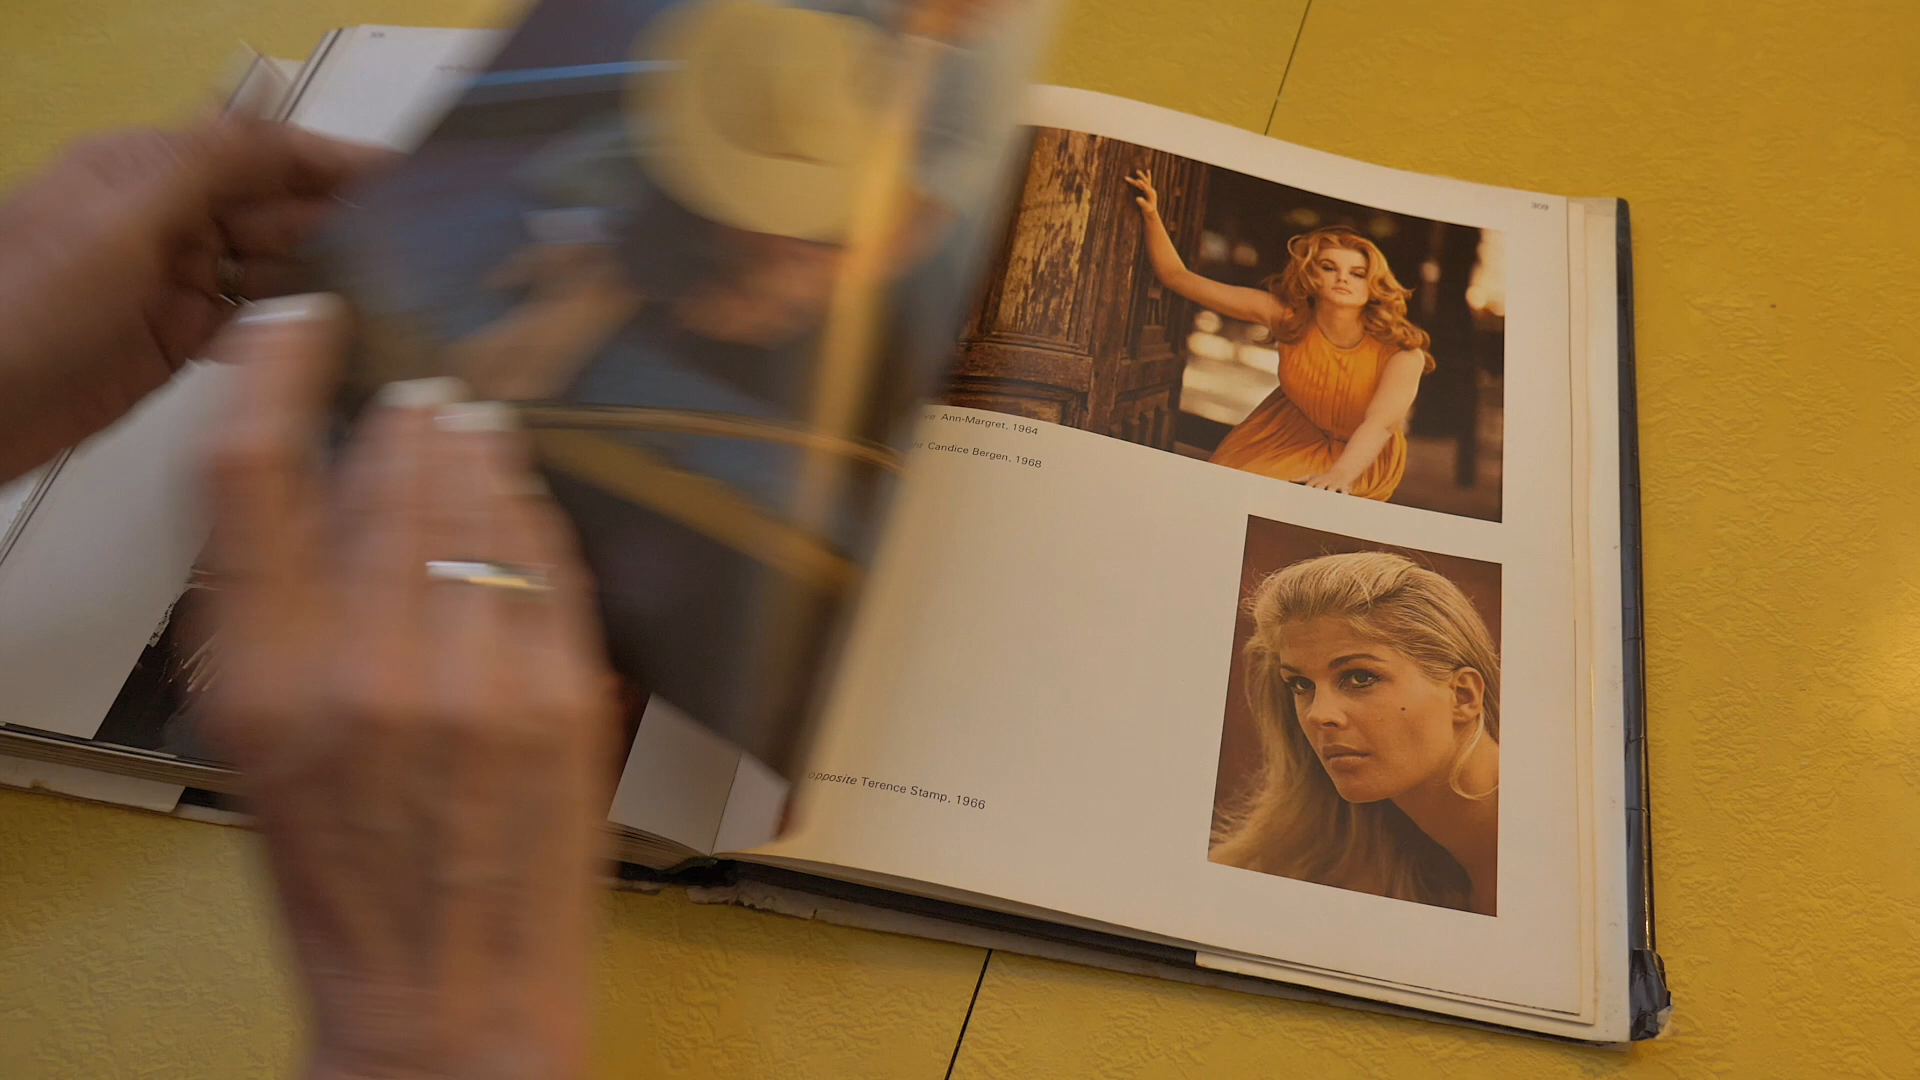 309
Ann-Margret, 1964
Candice Bergen, 1968
opposite Terence Stamp, 1966